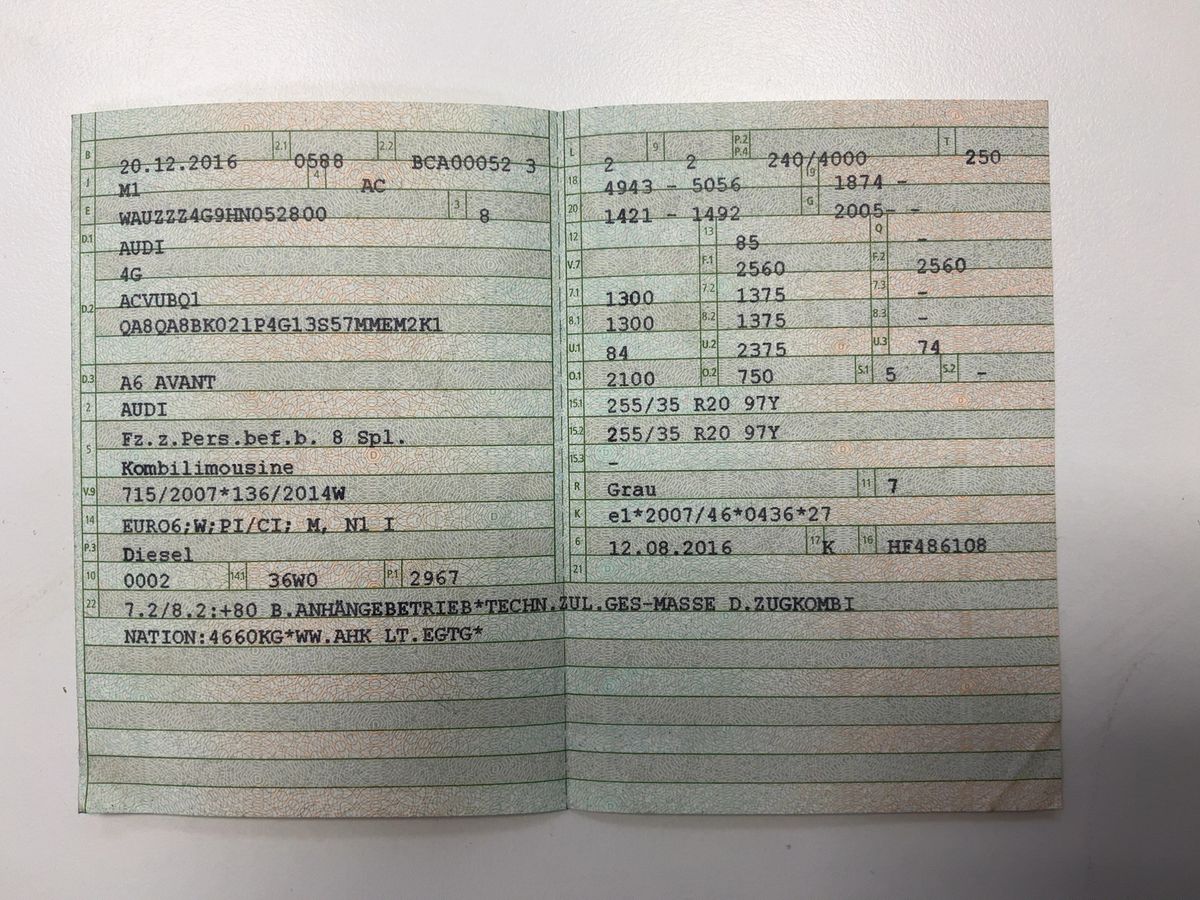 B 20.12.2016 2.1 0588 2.2 BCA00052 3
J M1 4 AC
E WAUZZZ4G9HN052800 3 8
D.1 AUDI
4G
D.2 ACVUBQ1
QA8QA8BK021P4G13S57MMEM2K1
D.3 A6 AVANT
2 AUDI
5 Fz.z.Pers.bef.b. 8 Spl.
Kombilimousine
V.9 715/2007*136/2014W
14 EURO6;W;PI/CI; M, N1 I
P.3 Diesel
10 0002 14.1 36W0 P.1 2967
L 2 9 2 P.2 P.4 240/4000 T 250
18 4943 - 5056 19 1874 -
20 1421 - 1492 G 2005- -
12 13 85 Q -
V.7 F.1 2560 F.2 2560
7.1 1300 7.2 1375 7.3 -
8.1 1300 8.2 1375 8.3 -
U.1 84 U.2 2375 U.3 74
O.1 2100 O.2 750 S.1 5 S.2 -
15.1 255/35 R20 97Y
15.2 255/35 R20 97Y
15.3 -
R Grau 11 7
K e1*2007/46*0436*27
6 12.08.2016 17 K 16 HF486108
21
22 7.2/8.2:+80 B.ANHÄNGEBETRIEB*TECHN.ZUL.GES-MASSE D.ZUGKOMBI
NATION:4660KG*WW.AHK LT.EGTG*